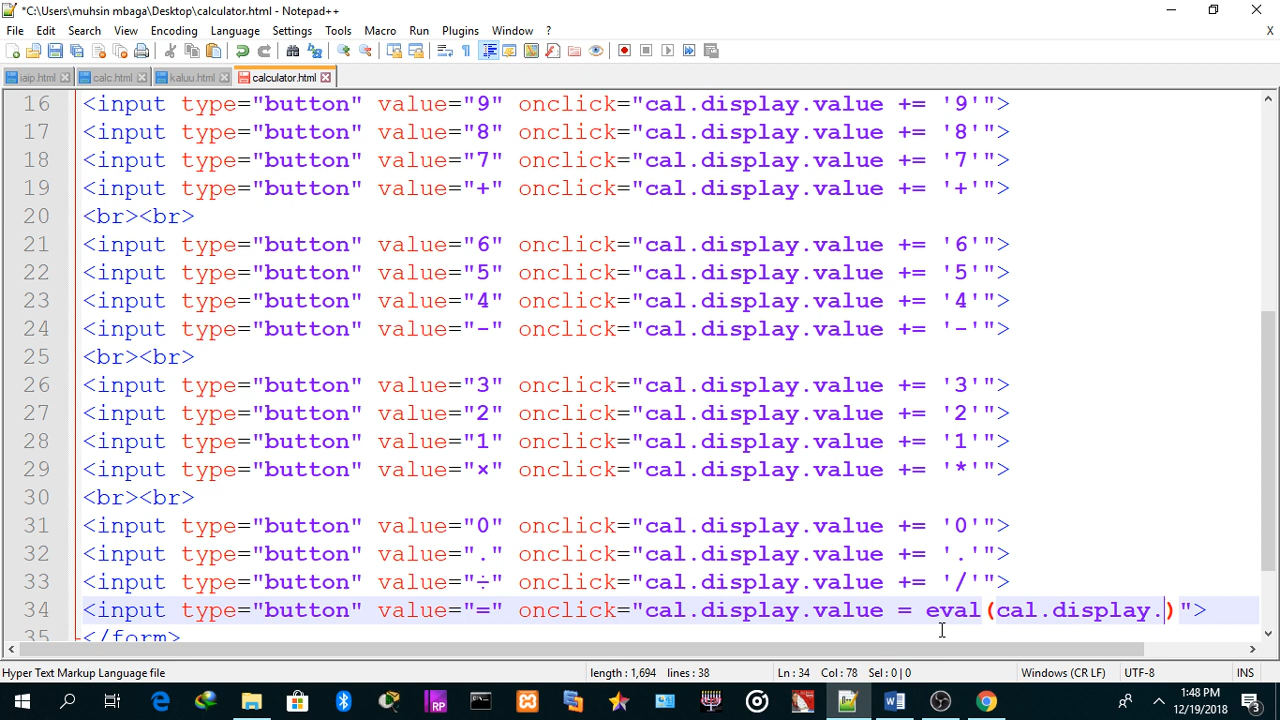 *C:\Users\muhsin mbaga\Desktop\calculator.html - Notepad++
File Edit Search View Encoding Language Settings Tools Macro Run Plugins Window ? X
iaip.html calc.html kaluu.html calculator.html
16 <input type="button" value="9" onclick="cal.display.value += '9'">
17 <input type="button" value="8" onclick="cal.display.value += '8'">
18 <input type="button" value="7" onclick="cal.display.value += '7'">
19 <input type="button" value="+" onclick="cal.display.value += '+'">
20 <br><br>
21 <input type="button" value="6" onclick="cal.display.value += '6'">
22 <input type="button" value="5" onclick="cal.display.value += '5'">
23 <input type="button" value="4" onclick="cal.display.value += '4'">
24 <input type="button" value="-" onclick="cal.display.value += '-'">
25 <br><br>
26 <input type="button" value="3" onclick="cal.display.value += '3'">
27 <input type="button" value="2" onclick="cal.display.value += '2'">
28 <input type="button" value="1" onclick="cal.display.value += '1'">
29 <input type="button" value="×" onclick="cal.display.value += '*'">
30 <br><br>
31 <input type="button" value="0" onclick="cal.display.value += '0'">
32 <input type="button" value="." onclick="cal.display.value += '.'">
33 <input type="button" value="÷" onclick="cal.display.value += '/'">
34 <input type="button" value="=" onclick="cal.display.value = eval(cal.display.)">
35 </form>
Hyper Text Markup Language file length : 1,694 lines : 38 Ln : 34 Col : 78 Sel : 0 | 0 Windows (CR LF) UTF-8 INS
RP 1:48 PM
12/19/2018 3